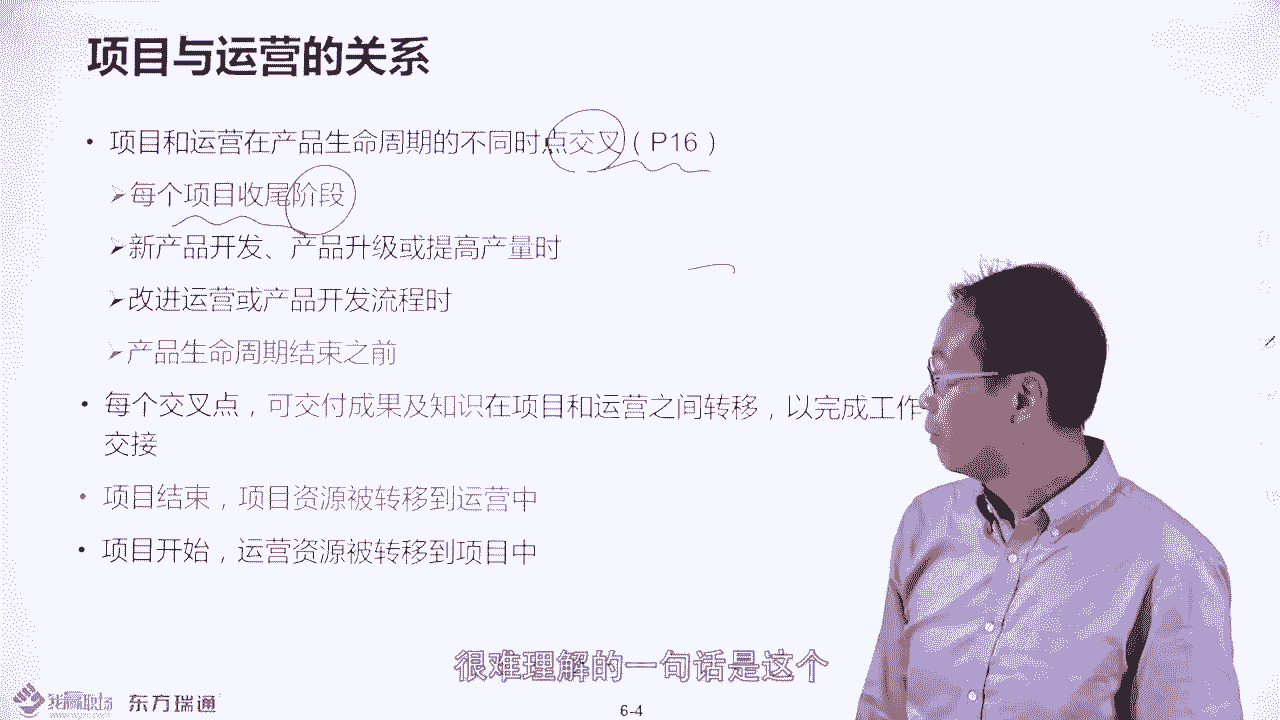 项目与运营的关系
• 项目和运营在产品生命周期的不同时点交叉（P16）
➢每个项目收尾阶段
➢新产品开发、产品升级或提高产量时
➢改进运营或产品开发流程时
➢产品生命周期结束之前
• 每个交叉点，可交付成果及知识在项目和运营之间转移，以完成工作
交接
• 项目结束，项目资源被转移到运营中
• 项目开始，运营资源被转移到项目中
很难理解的一句话是这个
东方瑞通
6-4